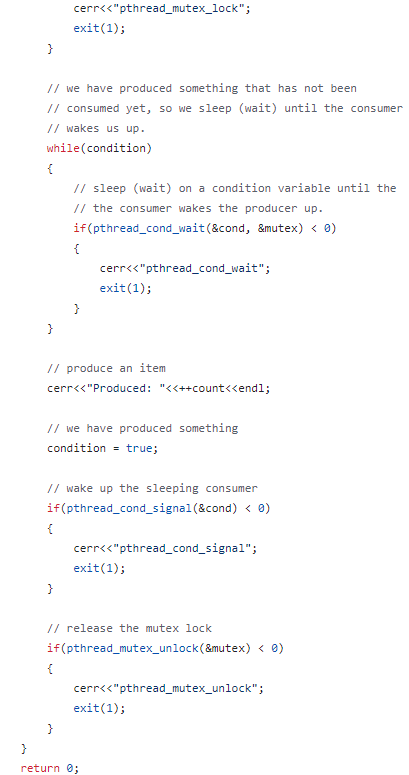 cerr<<"pthread_mutex_lock";
        exit(1);
    }

    // we have produced something that has not been
    // consumed yet, so we sleep (wait) until the consumer
    // wakes us up.
    while(condition)
    {
        // sleep (wait) on a condition variable until the
        // the consumer wakes the producer up.
        if(pthread_cond_wait(&cond, &mutex) < 0)
        {
            cerr<<"pthread_cond_wait";
            exit(1);
        }
    }

    // produce an item
    cerr<<"Produced: "<<++count<<endl;

    // we have produced something
    condition = true;

    // wake up the sleeping consumer
    if(pthread_cond_signal(&cond) < 0)
    {
        cerr<<"pthread_cond_signal";
        exit(1);
    }

    // release the mutex lock
    if(pthread_mutex_unlock(&mutex) < 0)
    {
        cerr<<"pthread_mutex_unlock";
        exit(1);
    }
}
return 0;